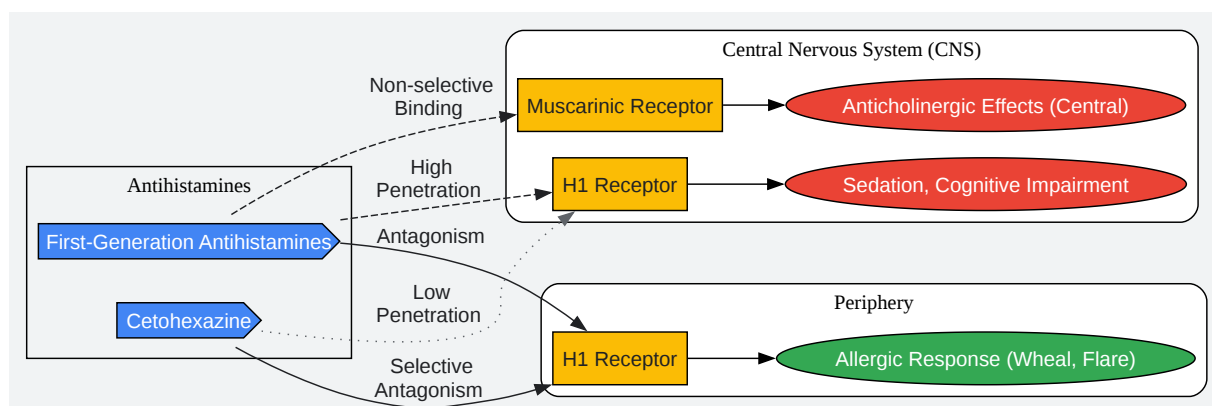 Central Nervous System (CNS)
Non-selective
Binding
Muscarinic Receptor
Anticholinergic Effects (Central)
High
Penetration
H1 Receptor
Sedation, Cognitive Impairment
Antihistamines
First-Generation Antihistamines
Antagonism
Cetohexazine
Low
Penetration
Periphery
H1 Receptor
Allergic Response (Wheal, Flare)
Selective
Antagonism